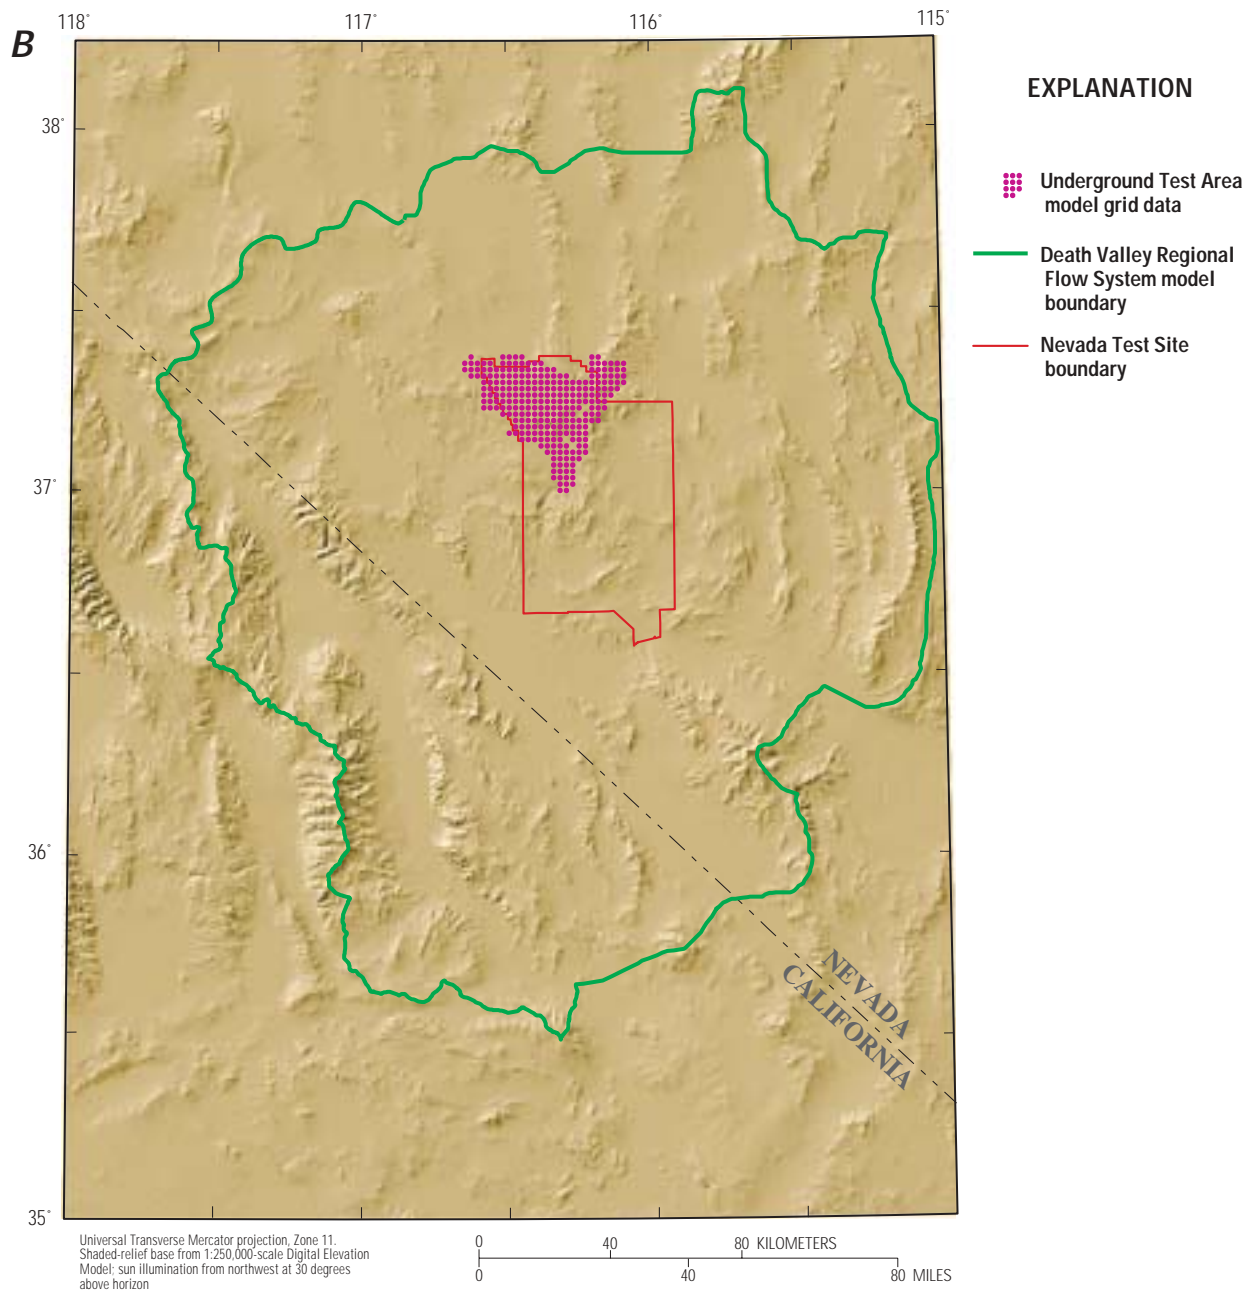 118°
117°
116°
115°
B
38°
37°
36°
35°
EXPLANATION
Underground Test Area
model grid data
Death Valley Regional
Flow System model
boundary
Nevada Test Site
boundary
NEVADA
CALIFORNIA
Universal Transverse Mercator projection, Zone 11.
Shaded-relief base from 1:250,000-scale Digital Elevation
Model; sun illumination from northwest at 30 degrees
above horizon
0 40 80 KILOMETERS
0 40 80 MILES